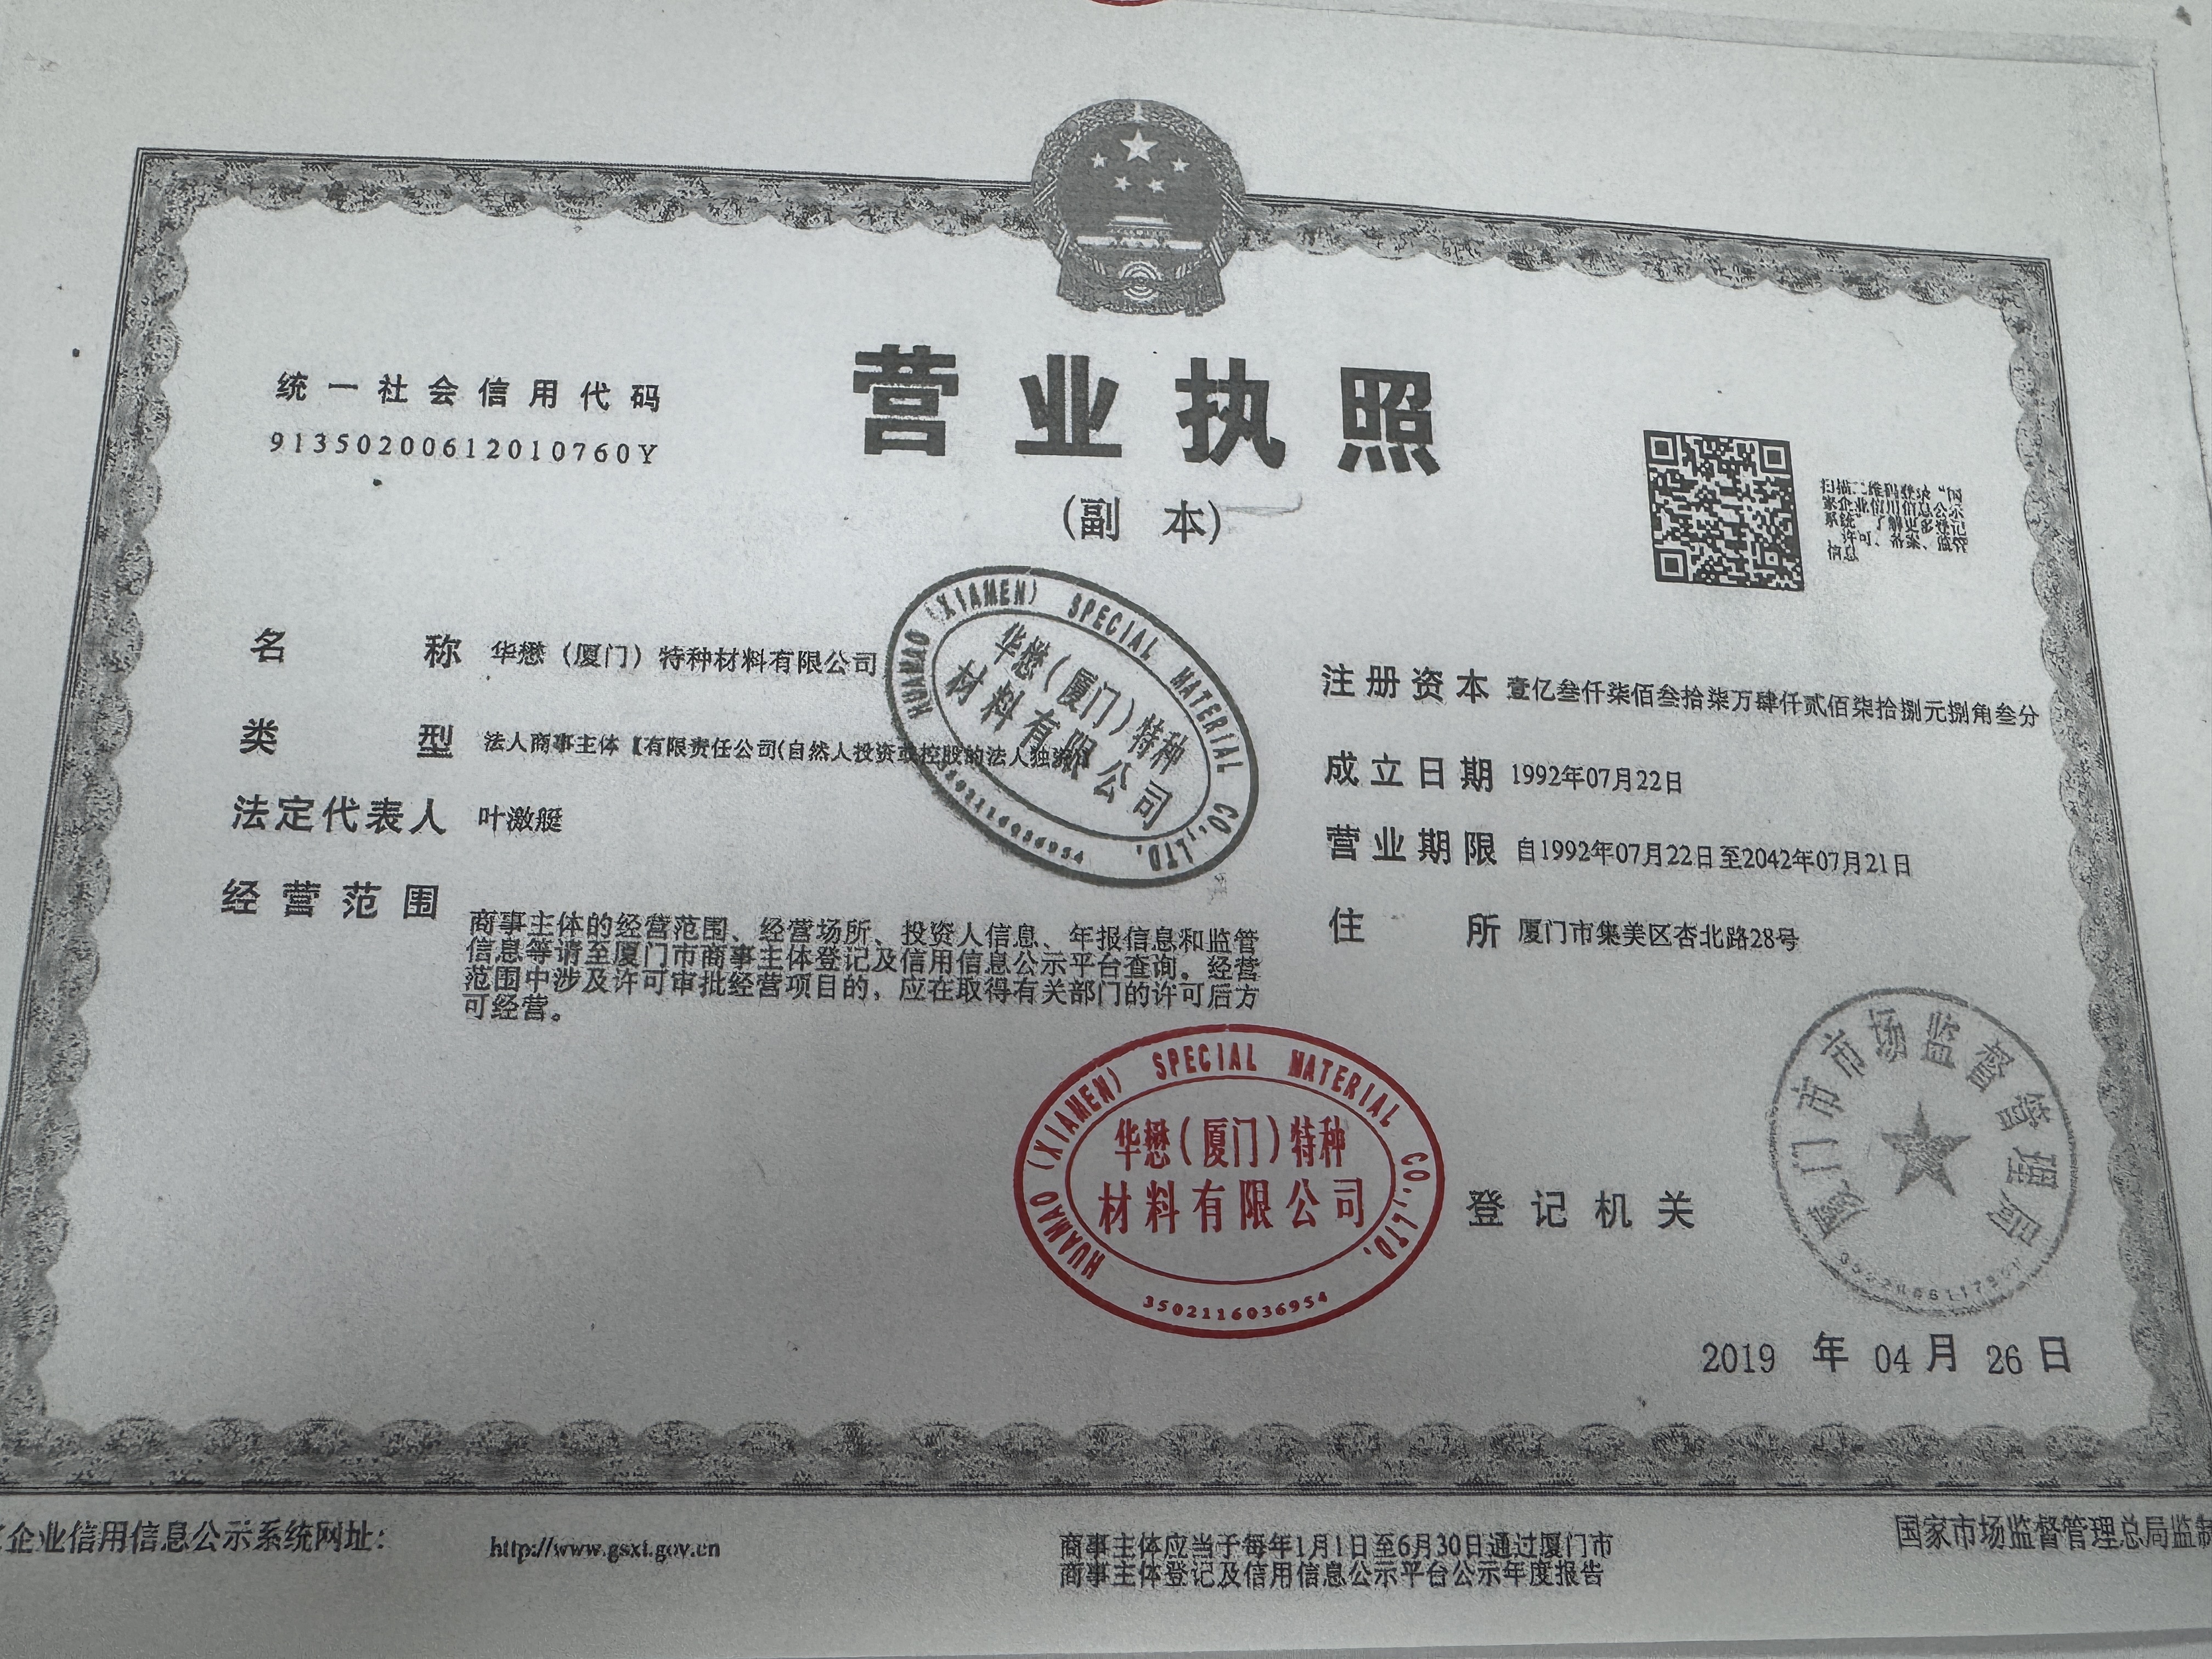 营业执照
(副 本)
统一社会信用代码
91350200612010760Y
扫描二维码登录“国
家企业信用信息公示
系统”了解更多登记
、许可、备案、监管
信息
名 称 华懋（厦门）特种材料有限公司
类 型 法人商事主体【有限责任公司(自然人投资或控股的法人独资)
法定代表人 叶激艇
经营范围
商事主体的经营范围、经营场所、投资人信息、年报信息和监管
信息等请至厦门市商事主体登记及信用信息公示平台查询。经营
范围中涉及许可审批经营项目的，应在取得有关部门的许可后方
可经营。
注册资本 壹亿叁仟柒佰叁拾柒万肆仟贰佰柒拾捌元捌角叁分
成立日期 1992年07月22日
营业期限 自1992年07月22日至2042年07月21日
住 所 厦门市集美区杏北路28号
HUAMAO (XIAMEN) SPECIAL MATERIAL CO.,LTD.
华懋(厦门)特种
材料有限公司
3502116036954
HUAMAO (XIAMEN) SPECIAL MATERIAL CO.,LTD.
华懋(厦门)特种
材料有限公司
3502116036954
登记机关
厦门市市场监督管理局
2019 年 04 月 26 日
企业信用信息公示系统网址:
http://www.gsxt.gov.cn
商事主体应当于每年1月1日至6月30日通过厦门市
商事主体登记及信用信息公示平台公示年度报告
国家市场监督管理总局监制